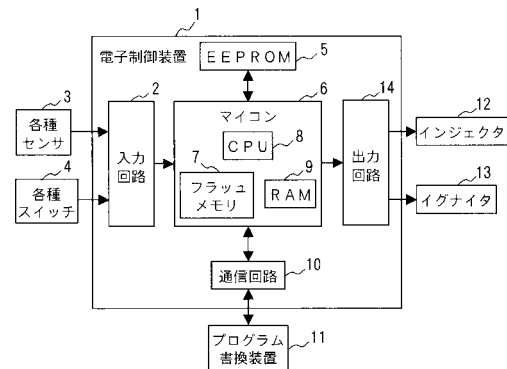 1
電子制御装置
EEPROM
5
3
各種
センサ
4
各種
スイッチ
2
入力
回路
6
マイコン
CPU
8
7
フラッシュ
メモリ
9
RAM
14
出力
回路
12
インジェクタ
13
イグナイタ
通信回路
10
プログラム
書換装置
11